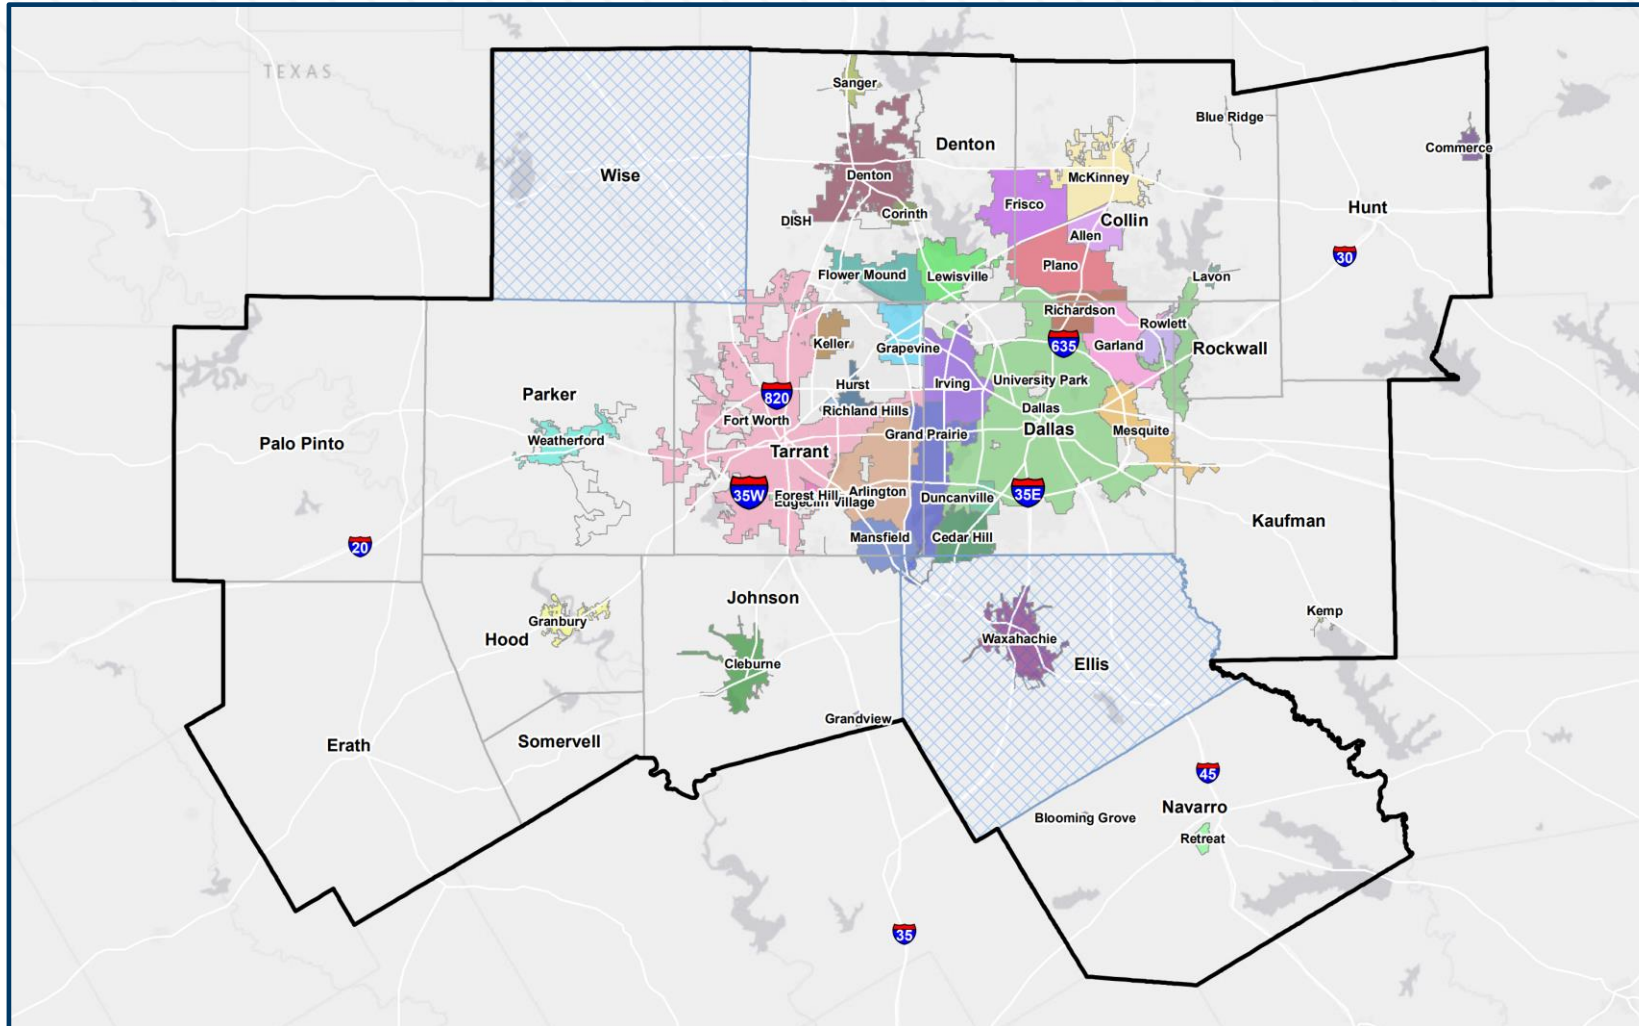 TEXAS
Sanger
Blue Ridge
Denton
Commerce
Wise
Denton
McKinney
Frisco
Hunt
DISH
Corinth
Collin
Allen
30
Plano
Flower Mound
Lewisville
Lavon
Richardson
Rowlett
Keller
Grapevine
635
Garland
Rockwall
Hurst
Irving
University Park
Parker
820
Richland Hills
Dallas
Fort Worth
Dallas
Mesquite
Palo Pinto
Weatherford
Tarrant
Grand Prairie
35W
Forest Hill
Arlington
Duncanville
35E
Edgecliff Village
Kaufman
Mansfield
Cedar Hill
20
Johnson
Kemp
Granbury
Hood
Waxahachie
Cleburne
Ellis
Grandview
Erath
Somervell
45
Navarro
Blooming Grove
Retreat
35